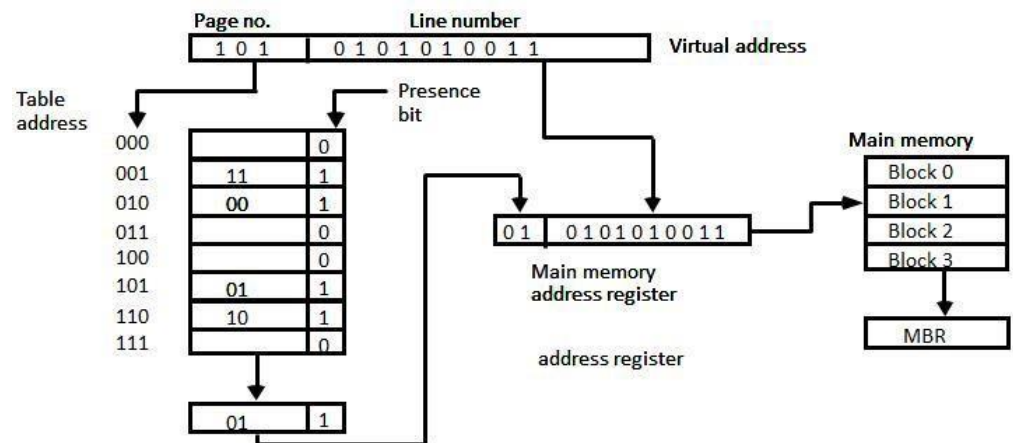 Page no. Line number
1 0 1 0 1 0 1 0 1 0 0 1 1 Virtual address
Table address
Presence bit
000 0
001 11 1
010 00 1
011 0
100 0
101 01 1
110 10 1
111 0
01 1
0 1 0 1 0 1 0 1 0 0 1 1
Main memory
address register
address register
Main memory
Block 0
Block 1
Block 2
Block 3
MBR